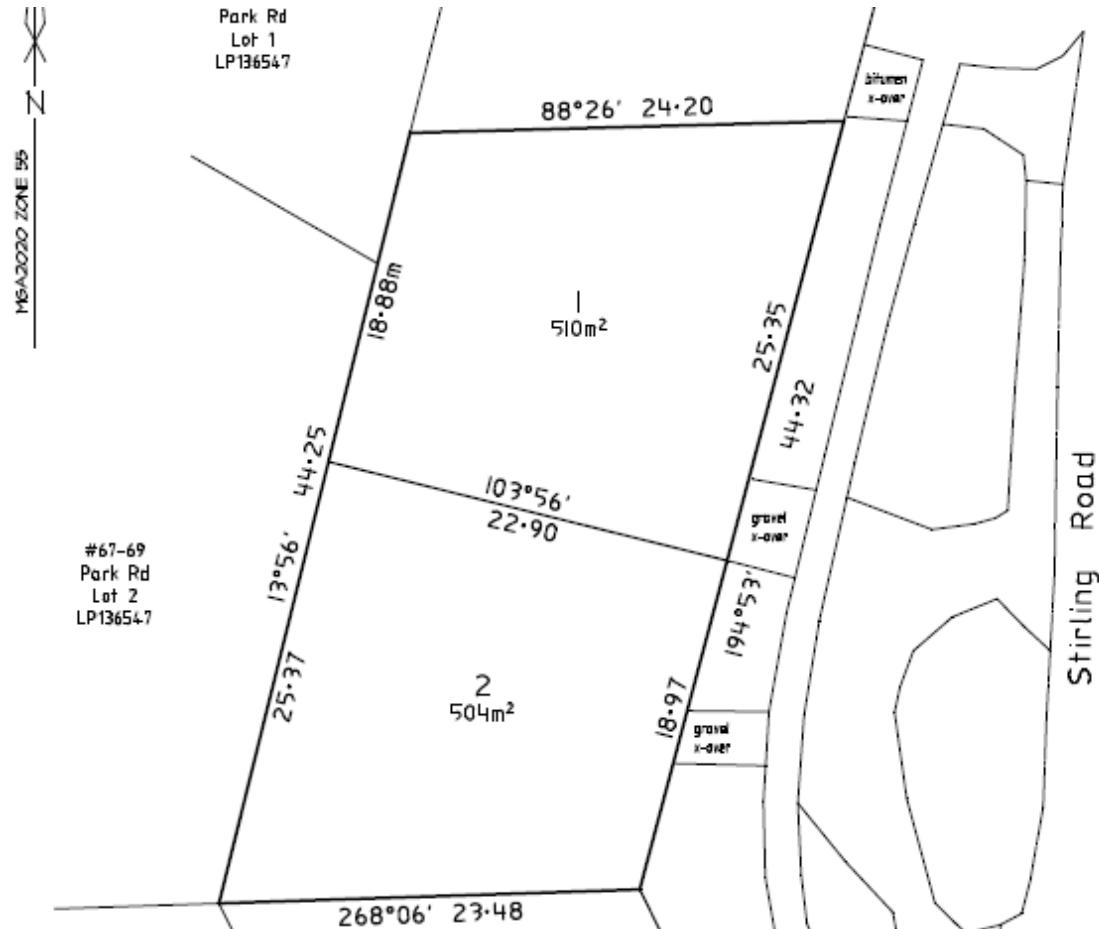 Park Rd
Lot 1
LP136547
N
MGA2020 ZONE 55
bitumen
x-over
88°26' 24·20
18·88m
1
510m²
25·35
44·32
44·25
103°56'
22·90
gravel
x-over
Stirling Road
#67-69
Park Rd
Lot 2
LP136547
13°56'
194°53'
25·37
2
504m²
18·97
gravel
x-over
268°06' 23·48